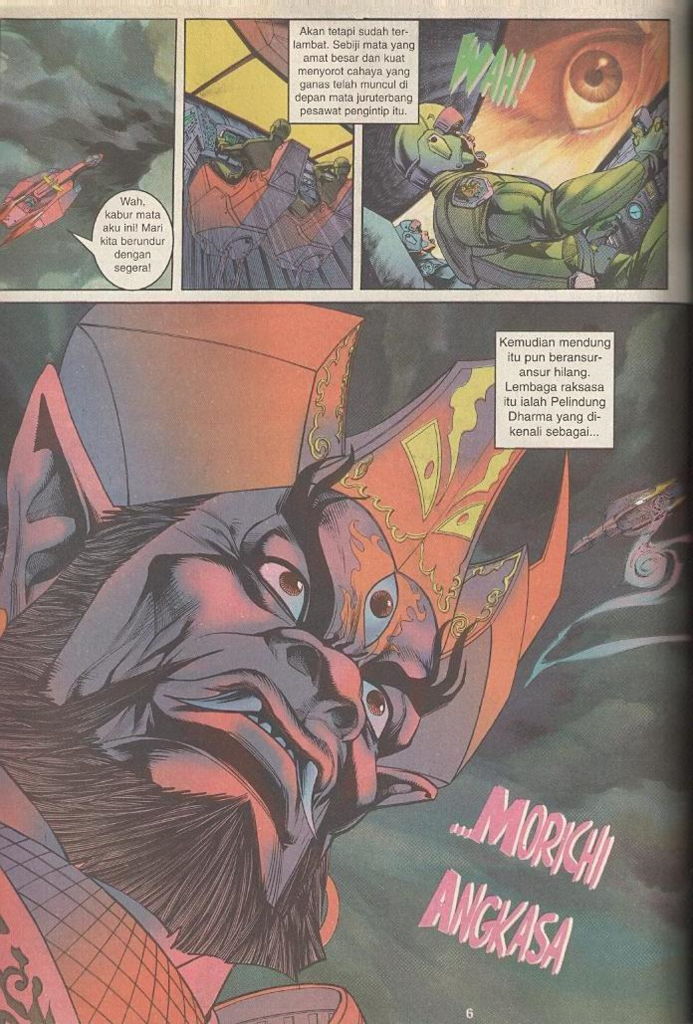 Wah,
kabur mata
aku ini! Mari
kita berundur
dengan
segera!
Akan tetapi sudah ter-
lambat. Sebiji mata yang
amat besar dan kuat
menyorot cahaya yang
ganas telah muncul di
depan mata juruterbang
pesawat pengintip itu.
WAH!
Kemudian mendung
itu pun beransur-
ansur hilang.
Lembaga raksasa
itu ialah Pelindung
Dharma yang di-
kenali sebagai...
...MORICHI
ANGKASA
6